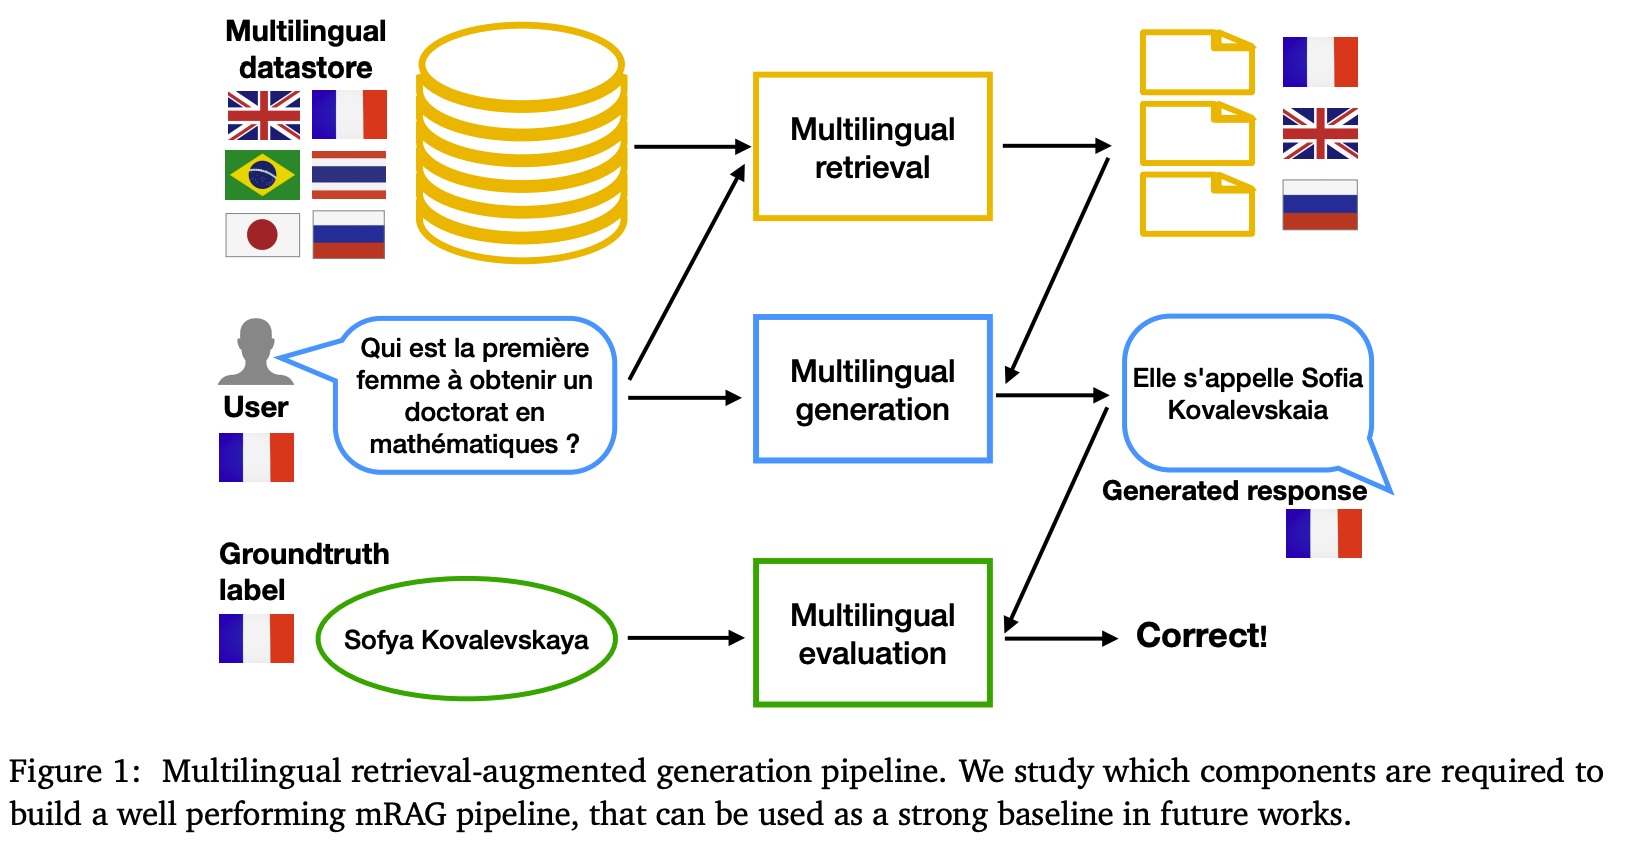 Multilingual
datastore
Multilingual
retrieval
User
Qui est la première
femme à obtenir un
doctorat en
mathématiques ?
Multilingual
generation
Elle s'appelle Sofia
Kovalevskaia
Generated response
Groundtruth
label
Sofya Kovalevskaya
Multilingual
evaluation
Correct!
Figure 1: Multilingual retrieval-augmented generation pipeline. We study which components are required to
build a well performing mRAG pipeline, that can be used as a strong baseline in future works.